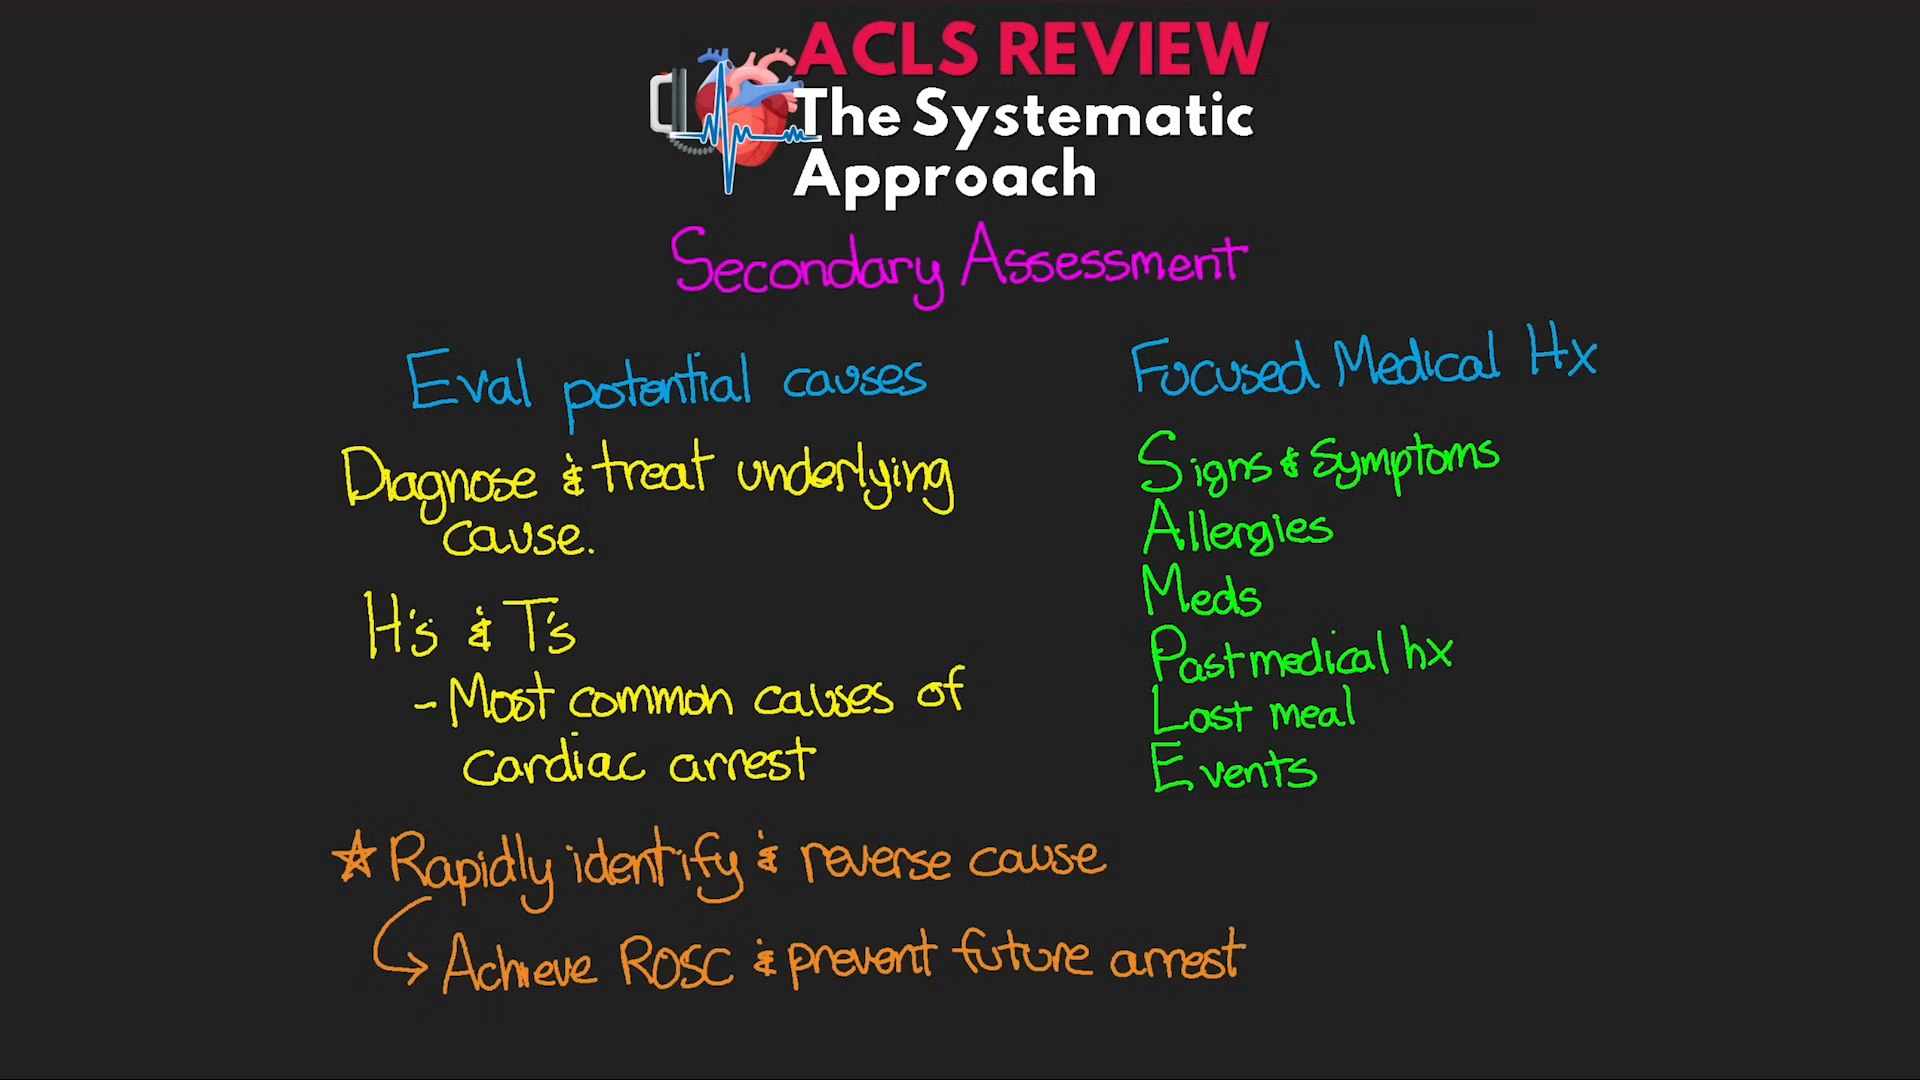 ACLS REVIEW
The Systematic
Approach
Secondary Assessment
Eval potential causes
Diagnose & treat underlying
cause.
H's & T's
- Most common causes of
cardiac arrest
Focused Medical Hx
Signs & Symptoms
Allergies
Meds
Past medical hx
Last meal
Events
☆ Rapidly identify & reverse cause
→ Achieve ROSC & prevent future arrest